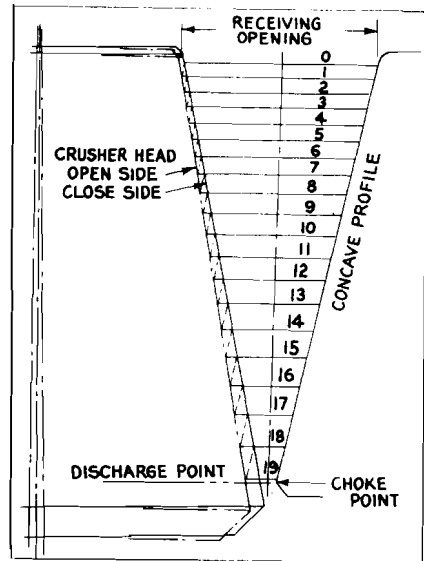 RECEIVING
OPENING
0
1
2
3
4
5
6
7
8
9
10
11
12
13
14
15
16
17
18
19
CRUSHER HEAD
OPEN SIDE
CLOSE SIDE
CONCAVE PROFILE
DISCHARGE POINT
CHOKE
POINT